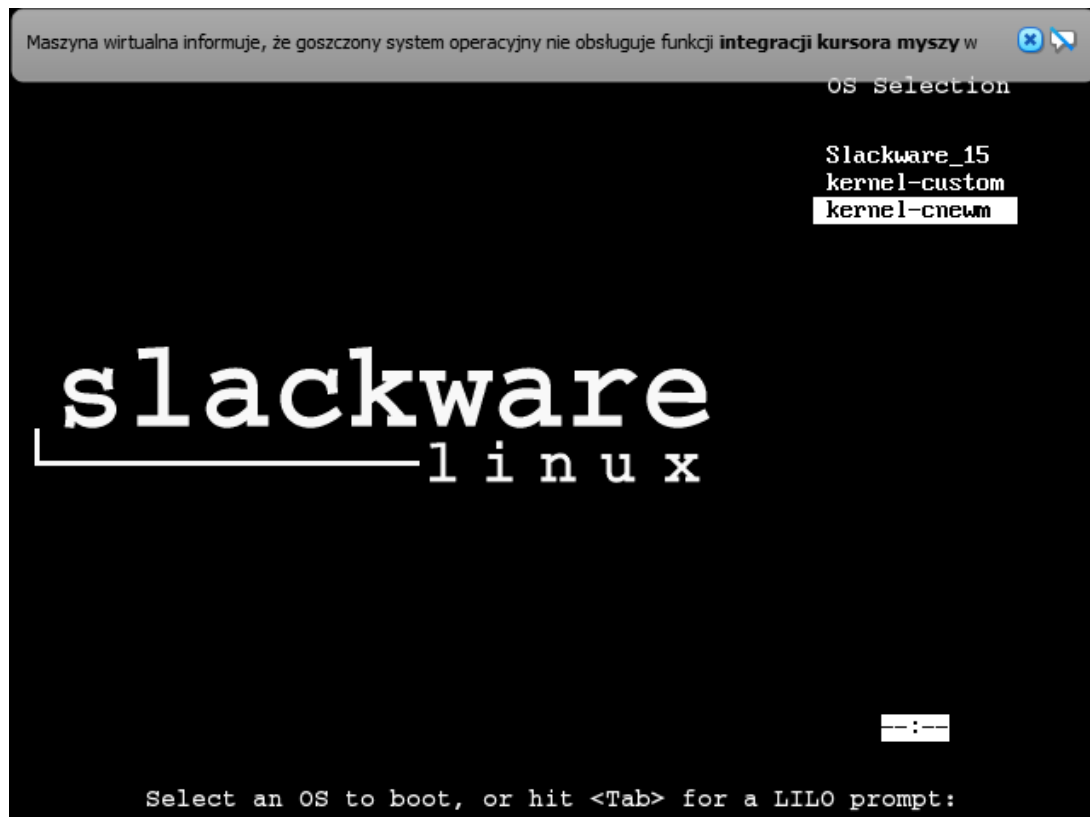 Maszyna wirtualna informuje, że goszczony system operacyjny nie obsługuje funkcji integracji kursora myszy w
OS Selection
Slackware_15
kernel-custom
kernel-cnewm
slackware
linux
--:--
Select an OS to boot, or hit <Tab> for a LILO prompt: